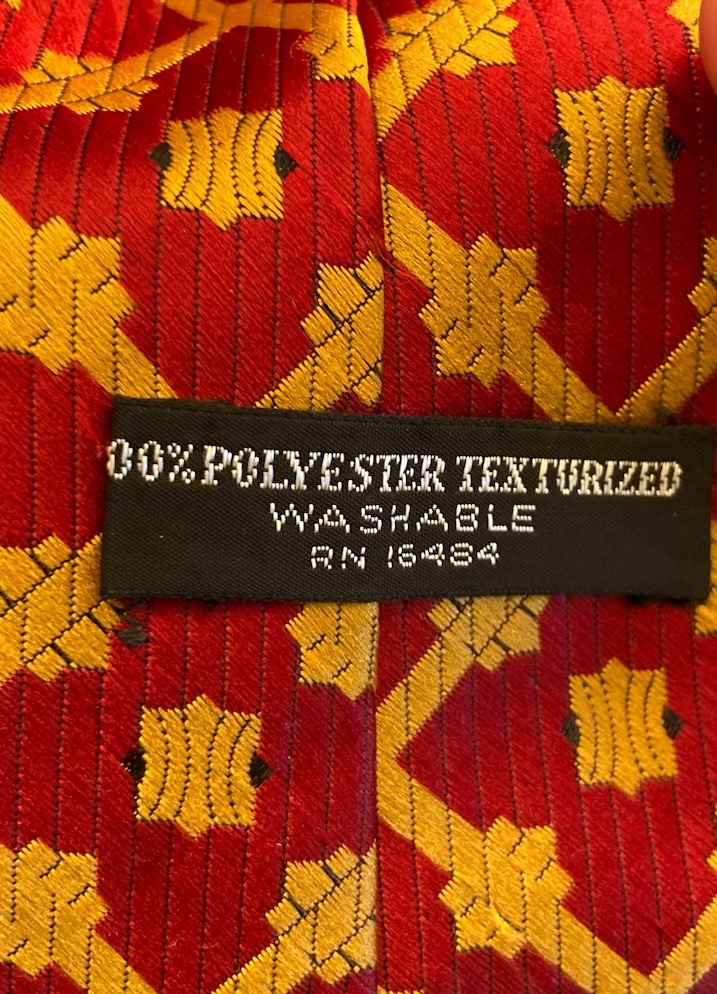 00% POLYESTER TEXTURIZED
WASHABLE
RN 16484